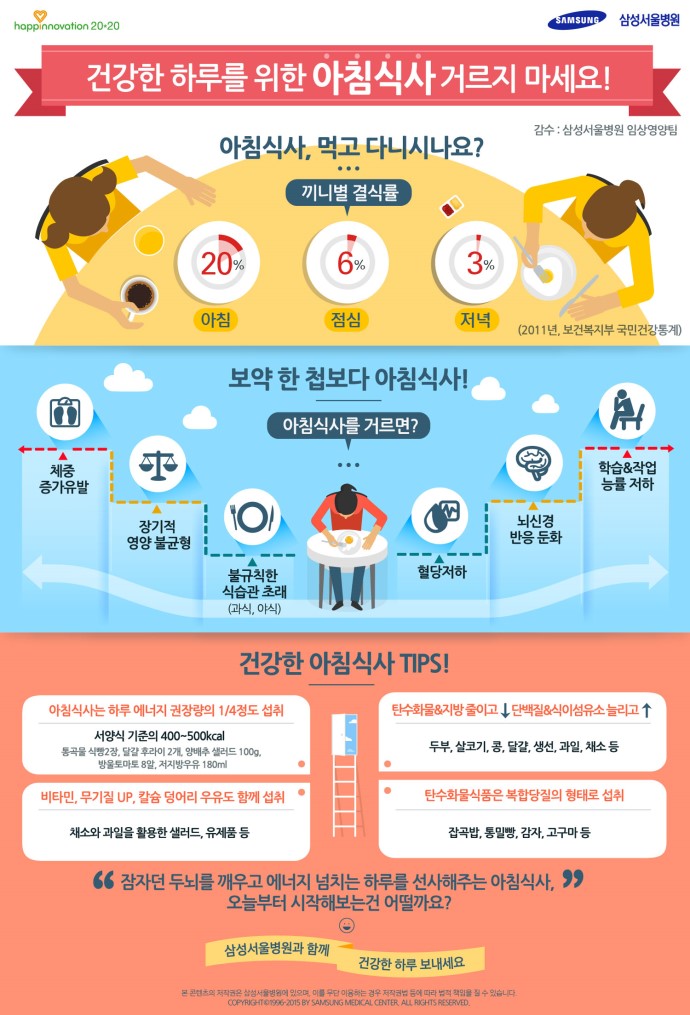 happinnovation 20×20
SAMSUNG 삼성서울병원
건강한 하루를 위한 아침식사 거르지 마세요!
감수 : 삼성서울병원 임상영양팀
아침식사, 먹고 다니시나요?
끼니별 결식률
20%
6%
3%
아침
점심
저녁
(2011년, 보건복지부 국민건강통계)
보약 한 첩보다 아침식사!
아침식사를 거르면?
체중
증가유발
장기적
영양 불균형
불규칙한
식습관 초래
(과식, 야식)
혈당저하
뇌신경
반응 둔화
학습&작업
능률 저하
건강한 아침식사 TIPS!
아침식사는 하루 에너지 권장량의 1/4정도 섭취
서양식 기준의 400~500kcal
통곡물 식빵2장, 달걀 후라이 2개, 양배추 샐러드 100g,
방울토마토 8알, 저지방우유 180ml
탄수화물&지방 줄이고↓단백질&식이섬유소 늘리고↑
두부, 살코기, 콩, 달걀, 생선, 과일, 채소 등
비타민, 무기질 UP, 칼슘 덩어리 우유도 함께 섭취
채소와 과일을 활용한 샐러드, 유제품 등
탄수화물식품은 복합당질의 형태로 섭취
잡곡밥, 통밀빵, 감자, 고구마 등
“ 잠자던 두뇌를 깨우고 에너지 넘치는 하루를 선사해주는 아침식사, ”
오늘부터 시작해보는건 어떨까요?
삼성서울병원과 함께
건강한 하루 보내세요
본 콘텐츠의 저작권은 삼성서울병원에 있으며, 이를 무단 이용하는 경우 저작권법 등에 따라 법적 책임을 질 수 있습니다.
COPYRIGHT©1996-2015 BY SAMSUNG MEDICAL CENTER. ALL RIGHTS RESERVED.